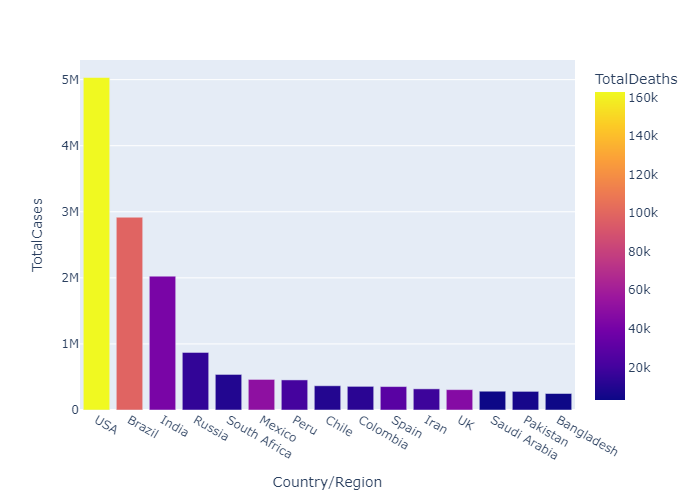 TotalDeaths
5M
4M
3M
2M
1M
0
TotalCases
160k
140k
120k
100k
80k
60k
40k
20k
USA
Brazil
India
Russia
South Africa
Mexico
Peru
Chile
Colombia
Spain
Iran
UK
Saudi Arabia
Pakistan
Bangladesh
Country/Region